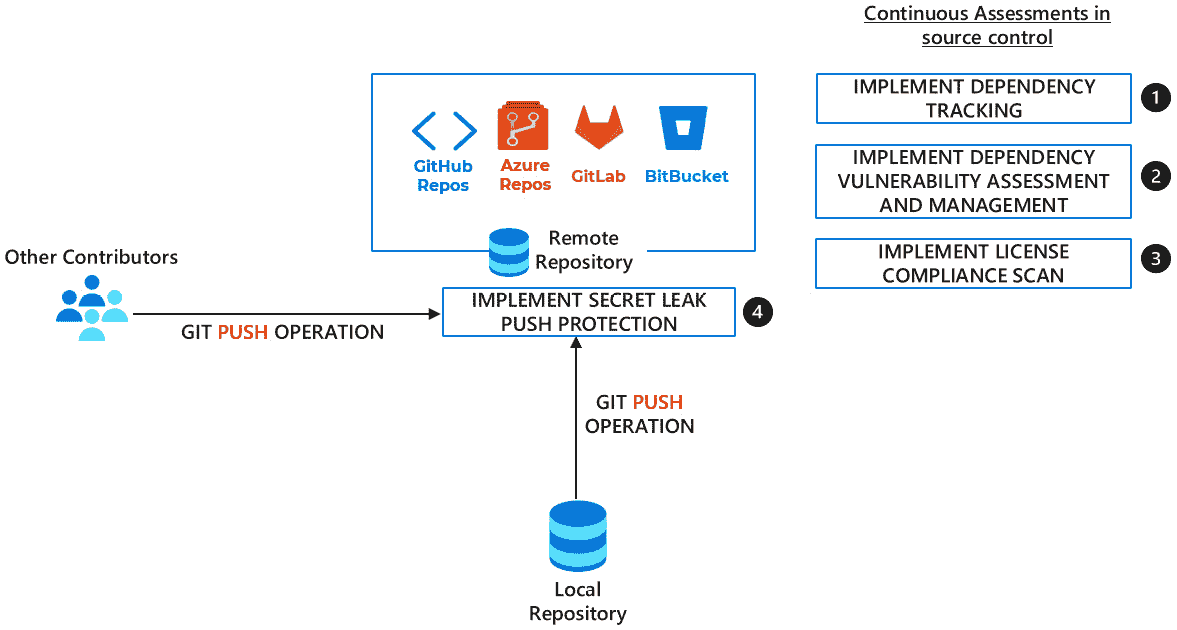 Continuous Assessments in
source control
IMPLEMENT DEPENDENCY
TRACKING
1
IMPLEMENT DEPENDENCY
VULNERABILITY ASSESSMENT
AND MANAGEMENT
2
IMPLEMENT LICENSE
COMPLIANCE SCAN
3
GitHub
Repos
Azure
Repos
GitLab
BitBucket
Remote
Repository
Other Contributors
GIT PUSH OPERATION
IMPLEMENT SECRET LEAK
PUSH PROTECTION
4
GIT PUSH
OPERATION
Local
Repository